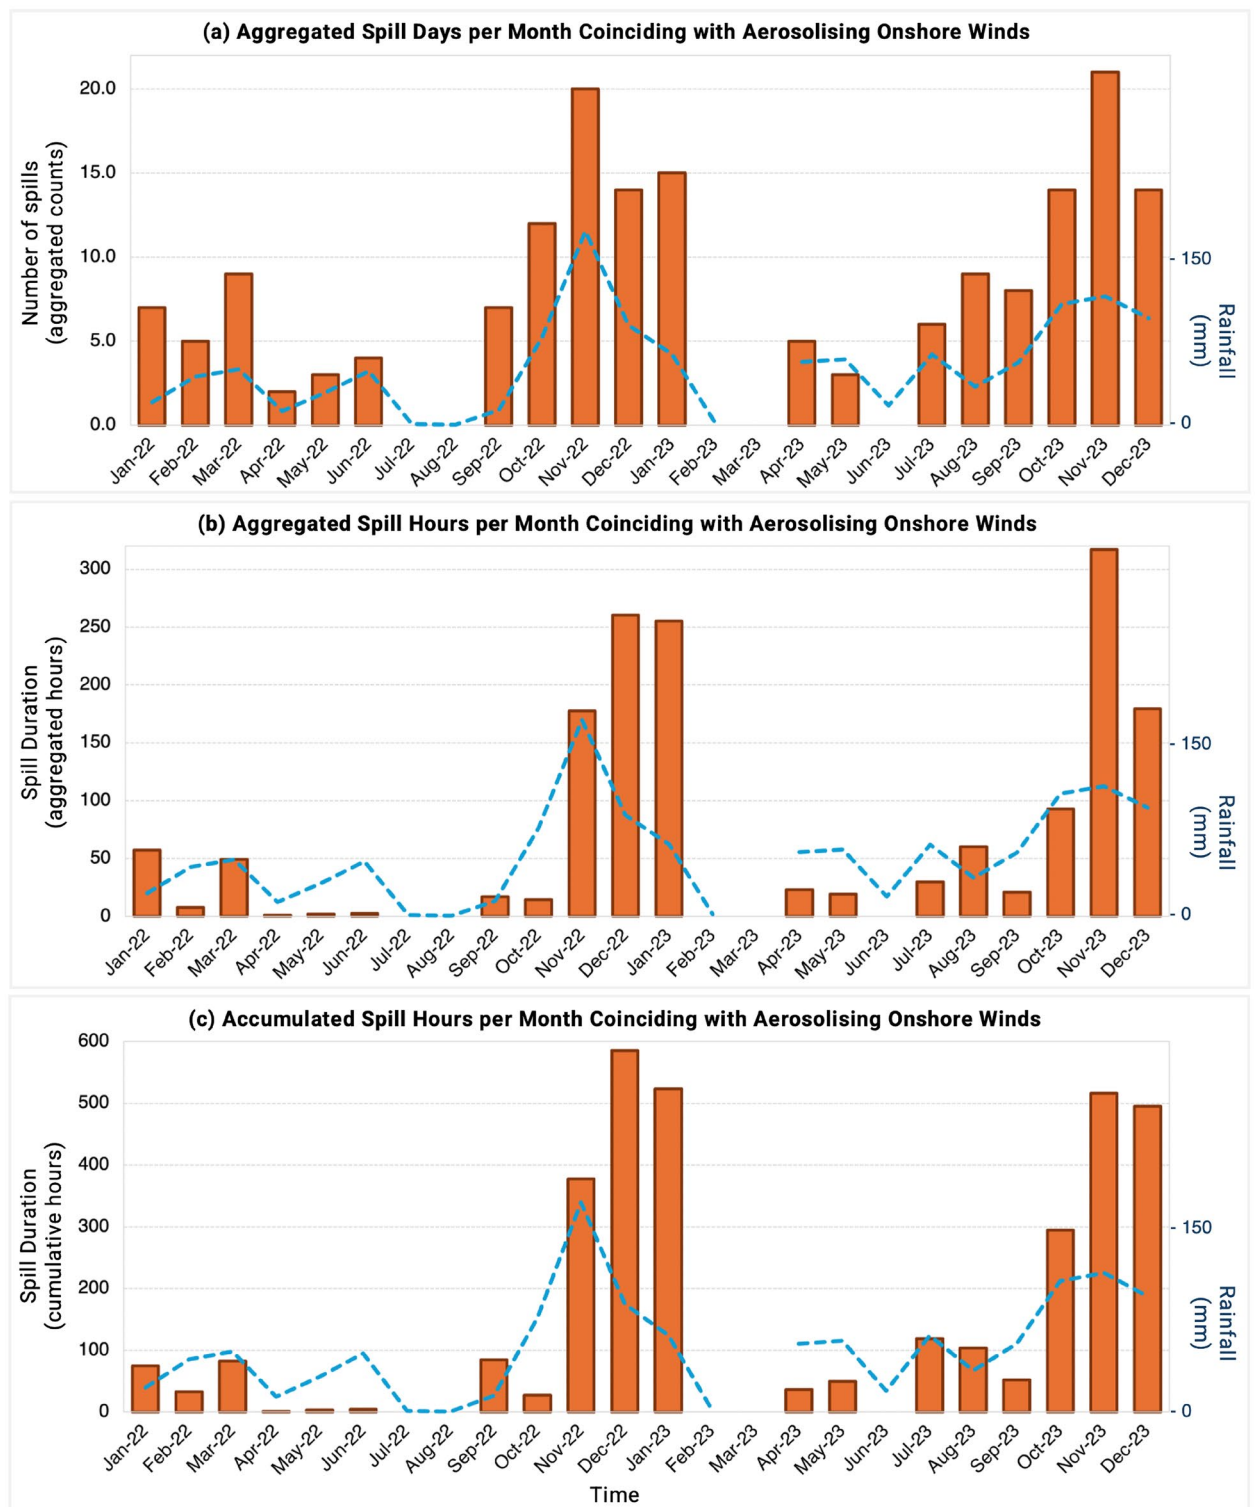 (a) Aggregated Spill Days per Month Coinciding with Aerosolising Onshore Winds
Number of spills
(aggregated counts)
20.0
15.0
10.0
5.0
0.0
150
0
Rainfall
(mm)
Jan-22 Feb-22 Mar-22 Apr-22 May-22 Jun-22 Jul-22 Aug-22 Sep-22 Oct-22 Nov-22 Dec-22 Jan-23 Feb-23 Mar-23 Apr-23 May-23 Jun-23 Jul-23 Aug-23 Sep-23 Oct-23 Nov-23 Dec-23
(b) Aggregated Spill Hours per Month Coinciding with Aerosolising Onshore Winds
Spill Duration
(aggregated hours)
300
250
200
150
100
50
0
150
0
Rainfall
(mm)
Jan-22 Feb-22 Mar-22 Apr-22 May-22 Jun-22 Jul-22 Aug-22 Sep-22 Oct-22 Nov-22 Dec-22 Jan-23 Feb-23 Mar-23 Apr-23 May-23 Jun-23 Jul-23 Aug-23 Sep-23 Oct-23 Nov-23 Dec-23
(c) Accumulated Spill Hours per Month Coinciding with Aerosolising Onshore Winds
Spill Duration
(cumulative hours)
600
500
400
300
200
100
0
150
0
Rainfall
(mm)
Jan-22 Feb-22 Mar-22 Apr-22 May-22 Jun-22 Jul-22 Aug-22 Sep-22 Oct-22 Nov-22 Dec-22 Jan-23 Feb-23 Mar-23 Apr-23 May-23 Jun-23 Jul-23 Aug-23 Sep-23 Oct-23 Nov-23 Dec-23
Time